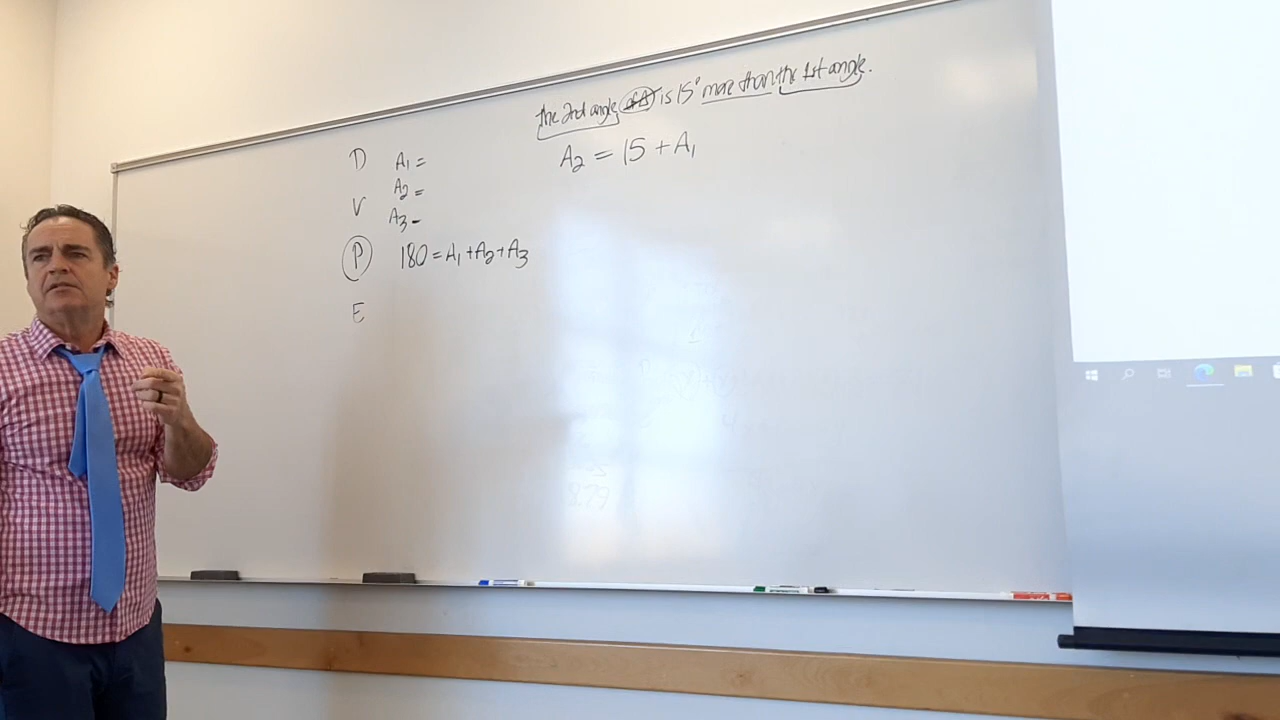 the 2nd angle of Δ is 15° more than the 1st angle.
D A₁ =
A₂ = 15 + A₁
A₂ =
V
A₃ -
P 180 = A₁ + A₂ + A₃
E